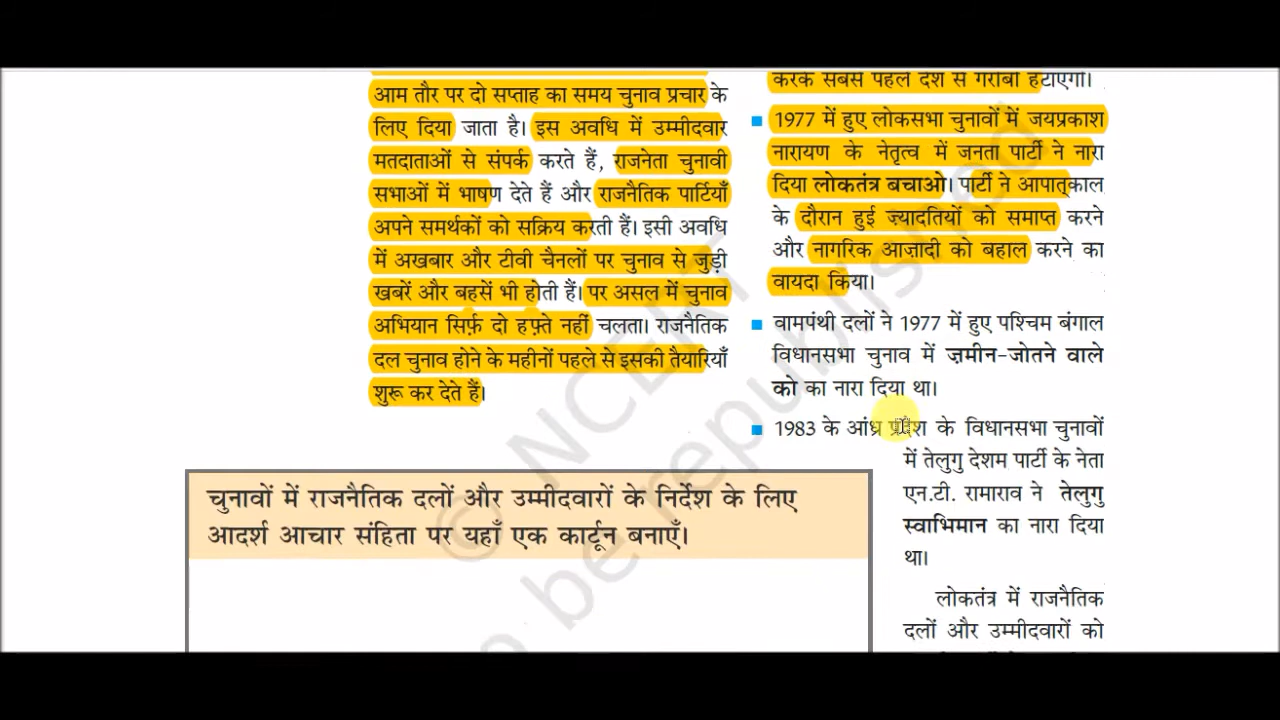 आम तौर पर दो सप्ताह का समय चुनाव प्रचार के
लिए दिया जाता है। इस अवधि में उम्मीदवार
मतदाताओं से संपर्क करते हैं, राजनेता चुनावी
सभाओं में भाषण देते हैं और राजनैतिक पार्टियाँ
अपने समर्थकों को सक्रिय करती हैं। इसी अवधि
में अखबार और टीवी चैनलों पर चुनाव से जुड़ी
खबरें और बहसें भी होती हैं। पर असल में चुनाव
अभियान सिर्फ़ दो हफ़्ते नहीं चलता। राजनैतिक
दल चुनाव होने के महीनों पहले से इसकी तैयारियाँ
शुरू कर देते हैं।
करके सबसे पहले देश से गरीबी हटाएगी।
1977 में हुए लोकसभा चुनावों में जयप्रकाश
नारायण के नेतृत्व में जनता पार्टी ने नारा
दिया लोकतंत्र बचाओ। पार्टी ने आपात्काल
के दौरान हुई ज्यादतियों को समाप्त करने
और नागरिक आज़ादी को बहाल करने का
वायदा किया।
वामपंथी दलों ने 1977 में हुए पश्चिम बंगाल
विधानसभा चुनाव में ज़मीन-जोतने वाले
को का नारा दिया था।
1983 के आंध्र प्रदेश के विधानसभा चुनावों
में तेलुगु देशम पार्टी के नेता
एन.टी. रामाराव ने तेलुगु
स्वाभिमान का नारा दिया
था।
लोकतंत्र में राजनैतिक
दलों और उम्मीदवारों को
चुनावों में राजनैतिक दलों और उम्मीदवारों के निर्देश के लिए
आदर्श आचार संहिता पर यहाँ एक कार्टून बनाएँ।
© NCERT
o be republished